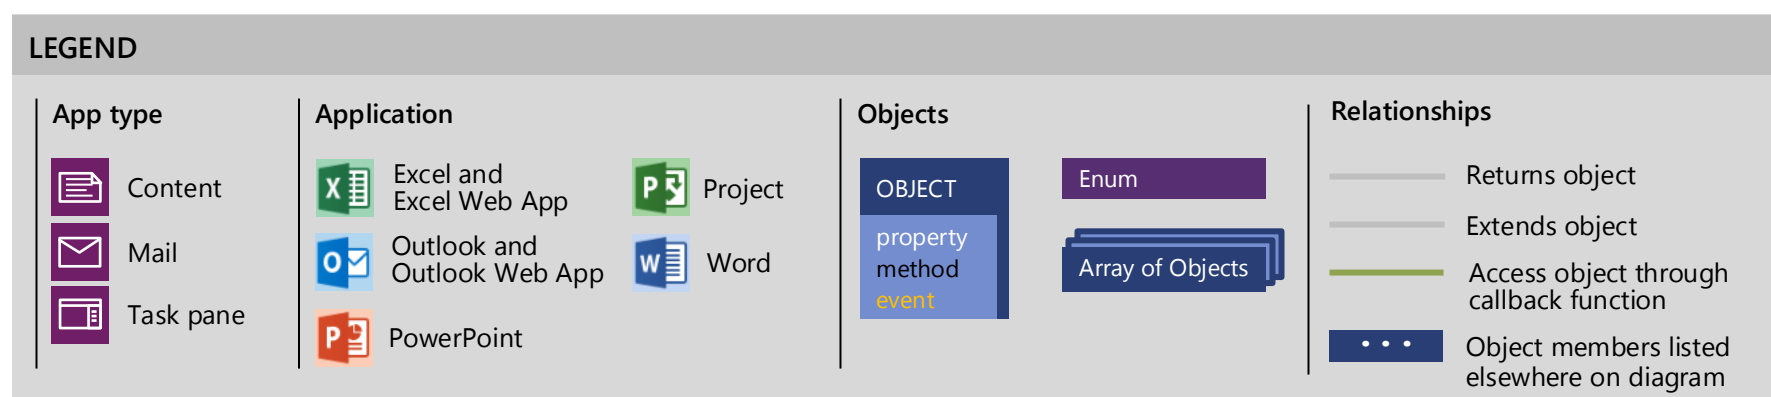 LEGEND
App type
Content
Mail
Task pane
Application
Excel and
Excel Web App
Outlook and
Outlook Web App
PowerPoint
Project
Word
Objects
OBJECT
property
method
event
Enum
Array of Objects
Relationships
Returns object
Extends object
Access object through
callback function
Object members listed
elsewhere on diagram